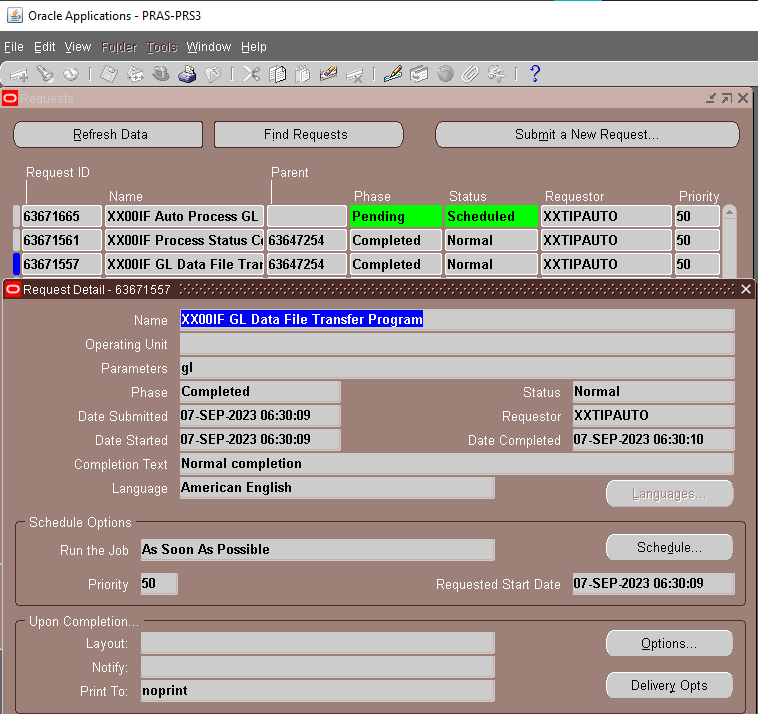 Oracle Applications - PRAS-PRS3
File Edit View Folder Tools Window Help
Requests
Refresh Data Find Requests Submit a New Request...
Request ID Parent
Name Phase Status Requestor Priority
63671665 XX00IF Auto Process GL Pending Scheduled XXTIPAUTO 50
63671561 XX00IF Process Status 63647254 Completed Normal XXTIPAUTO 50
63671557 XX00IF GL Data File Tran 63647254 Completed Normal XXTIPAUTO 50
Request Detail - 63671557
Name XX00IF GL Data File Transfer Program
Operating Unit
Parameters gl
Phase Completed Status Normal
Date Submitted 07-SEP-2023 06:30:09 Requestor XXTIPAUTO
Date Started 07-SEP-2023 06:30:09 Date Completed 07-SEP-2023 06:30:10
Completion Text Normal completion
Language American English Languages...
Schedule Options
Run the Job As Soon As Possible Schedule...
Priority 50 Requested Start Date 07-SEP-2023 06:30:09
Upon Completion...
Layout: Options...
Notify:
Print To: noprint Delivery Opts